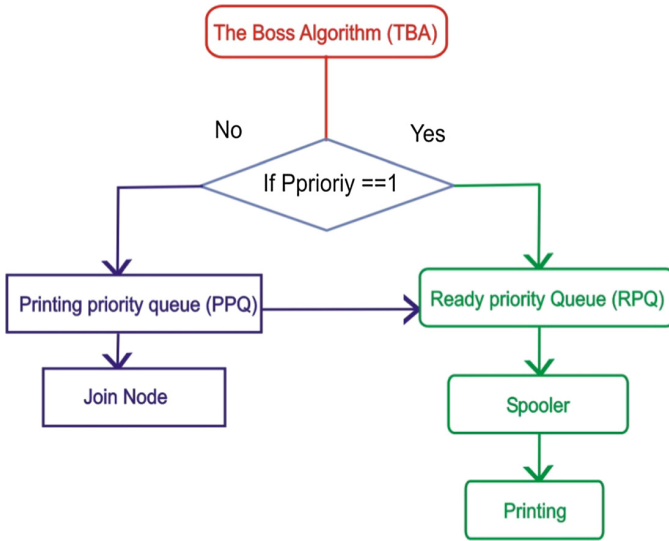 The Boss Algorithm (TBA)
No
Yes
If Pprioriy ==1
Printing priority queue (PPQ)
Ready priority Queue (RPQ)
Join Node
Spooler
Printing